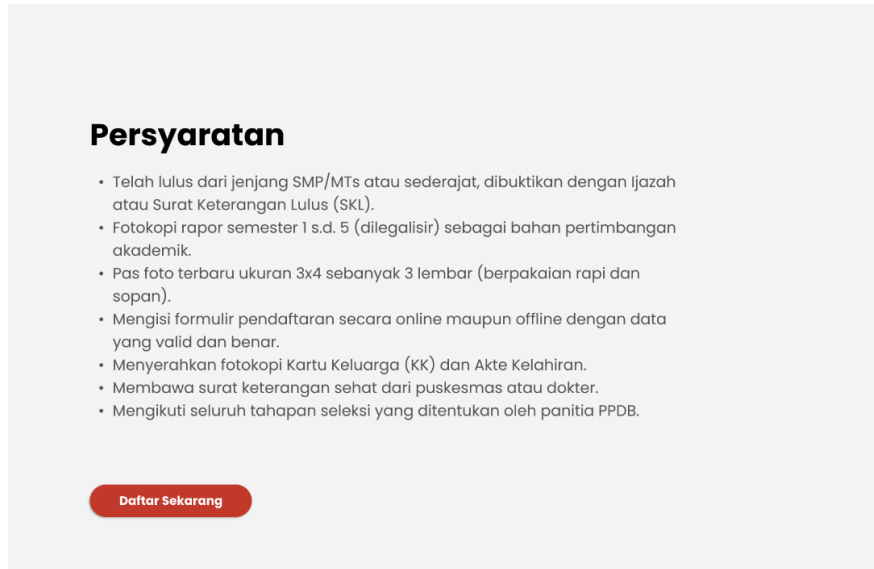 Persyaratan
• Telah lulus dari jenjang SMP/MTs atau sederajat, dibuktikan dengan Ijazah
atau Surat Keterangan Lulus (SKL).
• Fotokopi rapor semester 1 s.d. 5 (dilegalisir) sebagai bahan pertimbangan
akademik.
• Pas foto terbaru ukuran 3x4 sebanyak 3 lembar (berpakaian rapi dan
sopan).
• Mengisi formulir pendaftaran secara online maupun offline dengan data
yang valid dan benar.
• Menyerahkan fotokopi Kartu Keluarga (KK) dan Akte Kelahiran.
• Membawa surat keterangan sehat dari puskesmas atau dokter.
• Mengikuti seluruh tahapan seleksi yang ditentukan oleh panitia PPDB.
Daftar Sekarang